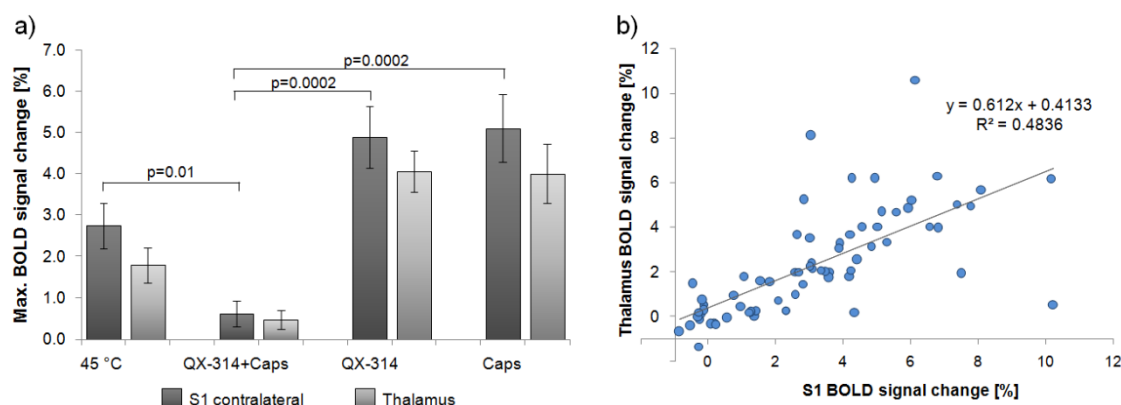 a)
Max. BOLD signal change [%]
7.0
6.0
5.0
4.0
3.0
2.0
1.0
0.0
p=0.0002
p=0.0002
p=0.01
45 °C
QX-314+Caps
QX-314
Caps
S1 contralateral
Thalamus
b)
Thalamus BOLD signal change [%]
12
10
8
6
4
2
0
y = 0.612x + 0.4133
R² = 0.4836
0
2
4
6
8
10
12
S1 BOLD signal change [%]